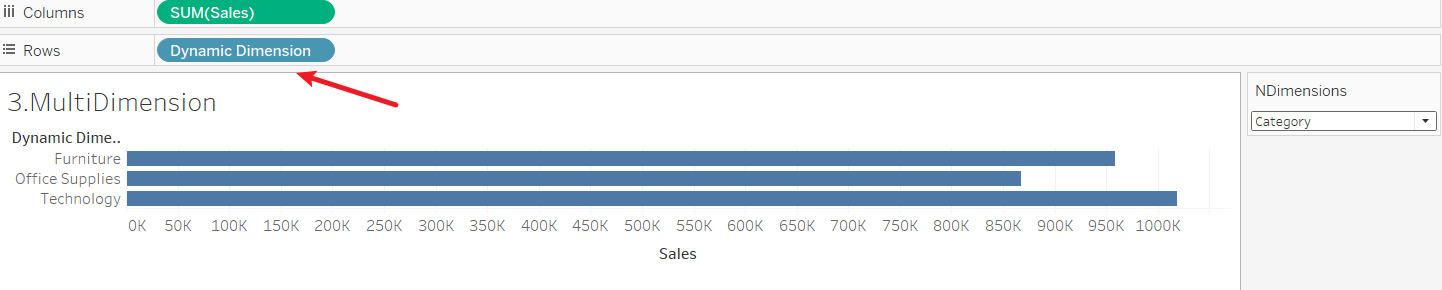 Columns SUM(Sales)
Rows Dynamic Dimension
3.MultiDimension
NDimensions
Category
Dynamic Dime..
Furniture
Office Supplies
Technology
0K 50K 100K 150K 200K 250K 300K 350K 400K 450K 500K 550K 600K 650K 700K 750K 800K 850K 900K 950K 1000K
Sales